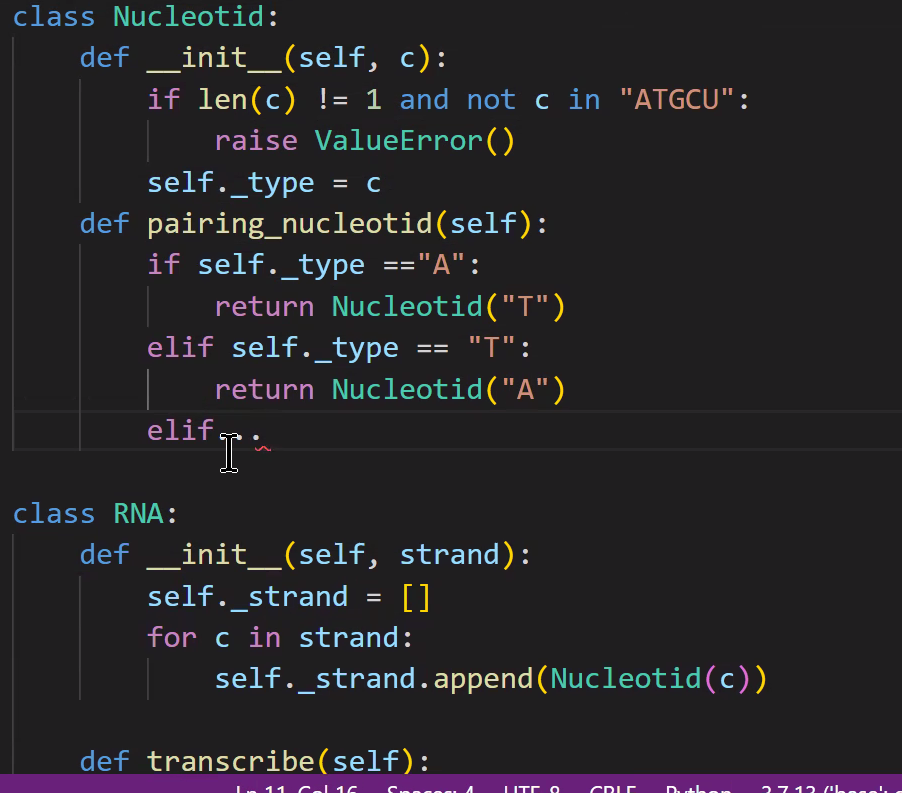 class Nucleotid:
    def __init__(self, c):
        if len(c) != 1 and not c in "ATGCU":
            raise ValueError()
        self._type = c
    def pairing_nucleotid(self):
        if self._type =="A":
            return Nucleotid("T")
        elif self._type == "T":
            return Nucleotid("A")
        elif...
class RNA:
    def __init__(self, strand):
        self._strand = []
        for c in strand:
            self._strand.append(Nucleotid(c))
    def transcribe(self):
Ln 11, Col 16 Spaces: 4 UTF-8 CRLF Python 3.7.13 ('base':